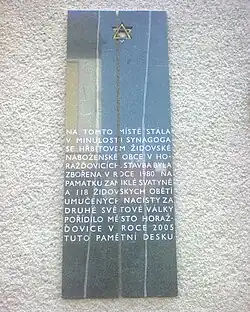 NA TOMTO MÍSTĚ STÁLA
V MINULOSTI SYNAGOGA
SE HŘBITOVEM ŽIDOVSKÉ
NÁBOŽENSKÉ OBCE V HO-
RAŽĎOVICÍCH. STAVBA BYLA
ZBOŘENA V ROCE 1980. NA
PAMÁTKU ZANIKLÉ SVATYNĚ
A 118 ŽIDOVSKÝCH OBĚTÍ
UMUČENÝCH NACISTY ZA
DRUHÉ SVĚTOVÉ VÁLKY
POŘÍDILO MĚSTO HORAŽ-
ĎOVICE V ROCE 2005
TUTO PAMĚTNÍ DESKU